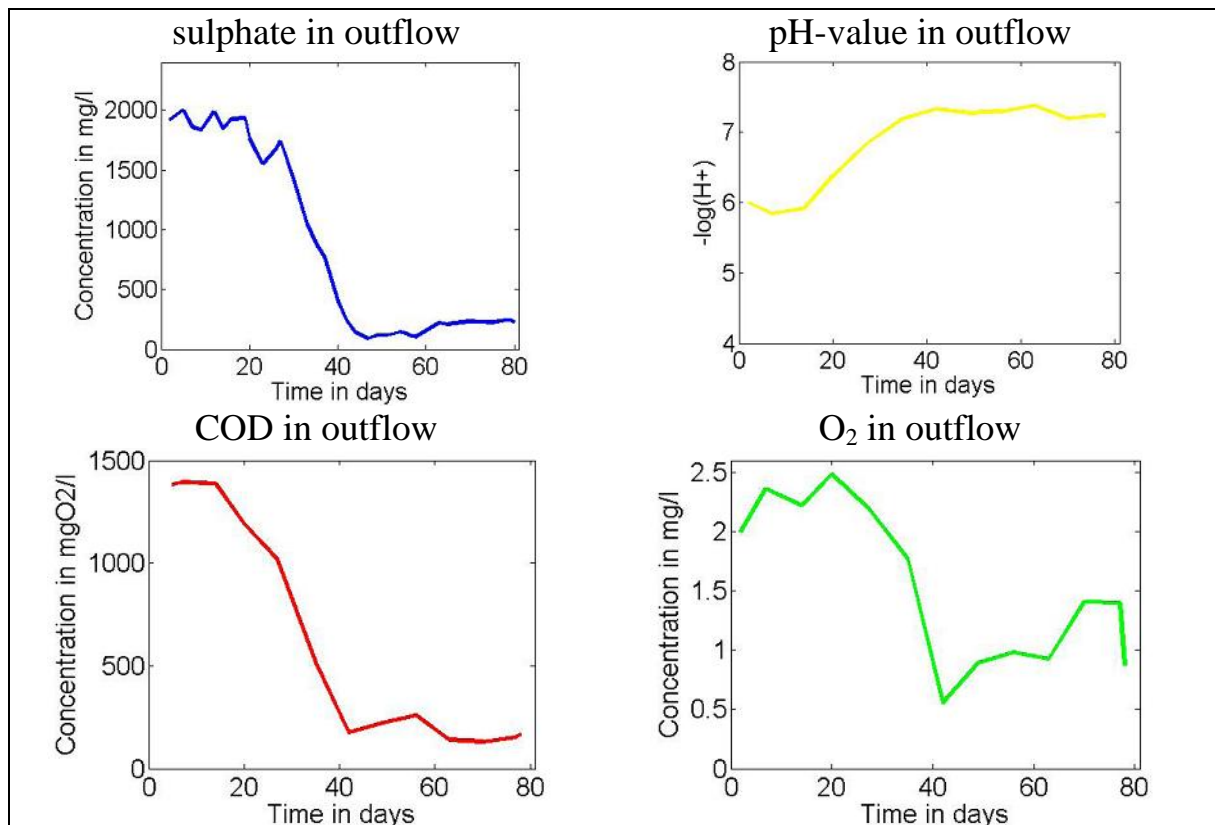 sulphate in outflow
Concentration in mg/l
2000
1500
1000
500
0
0 20 40 60 80
Time in days
pH-value in outflow
-log(H+)
8
7
6
5
4
0 20 40 60 80
Time in days
COD in outflow
Concentration in mgO2/l
1500
1000
500
0
0 20 40 60 80
Time in days
O₂ in outflow
Concentration in mg/l
2.5
2
1.5
1
0.5
0
0 20 40 60 80
Time in days